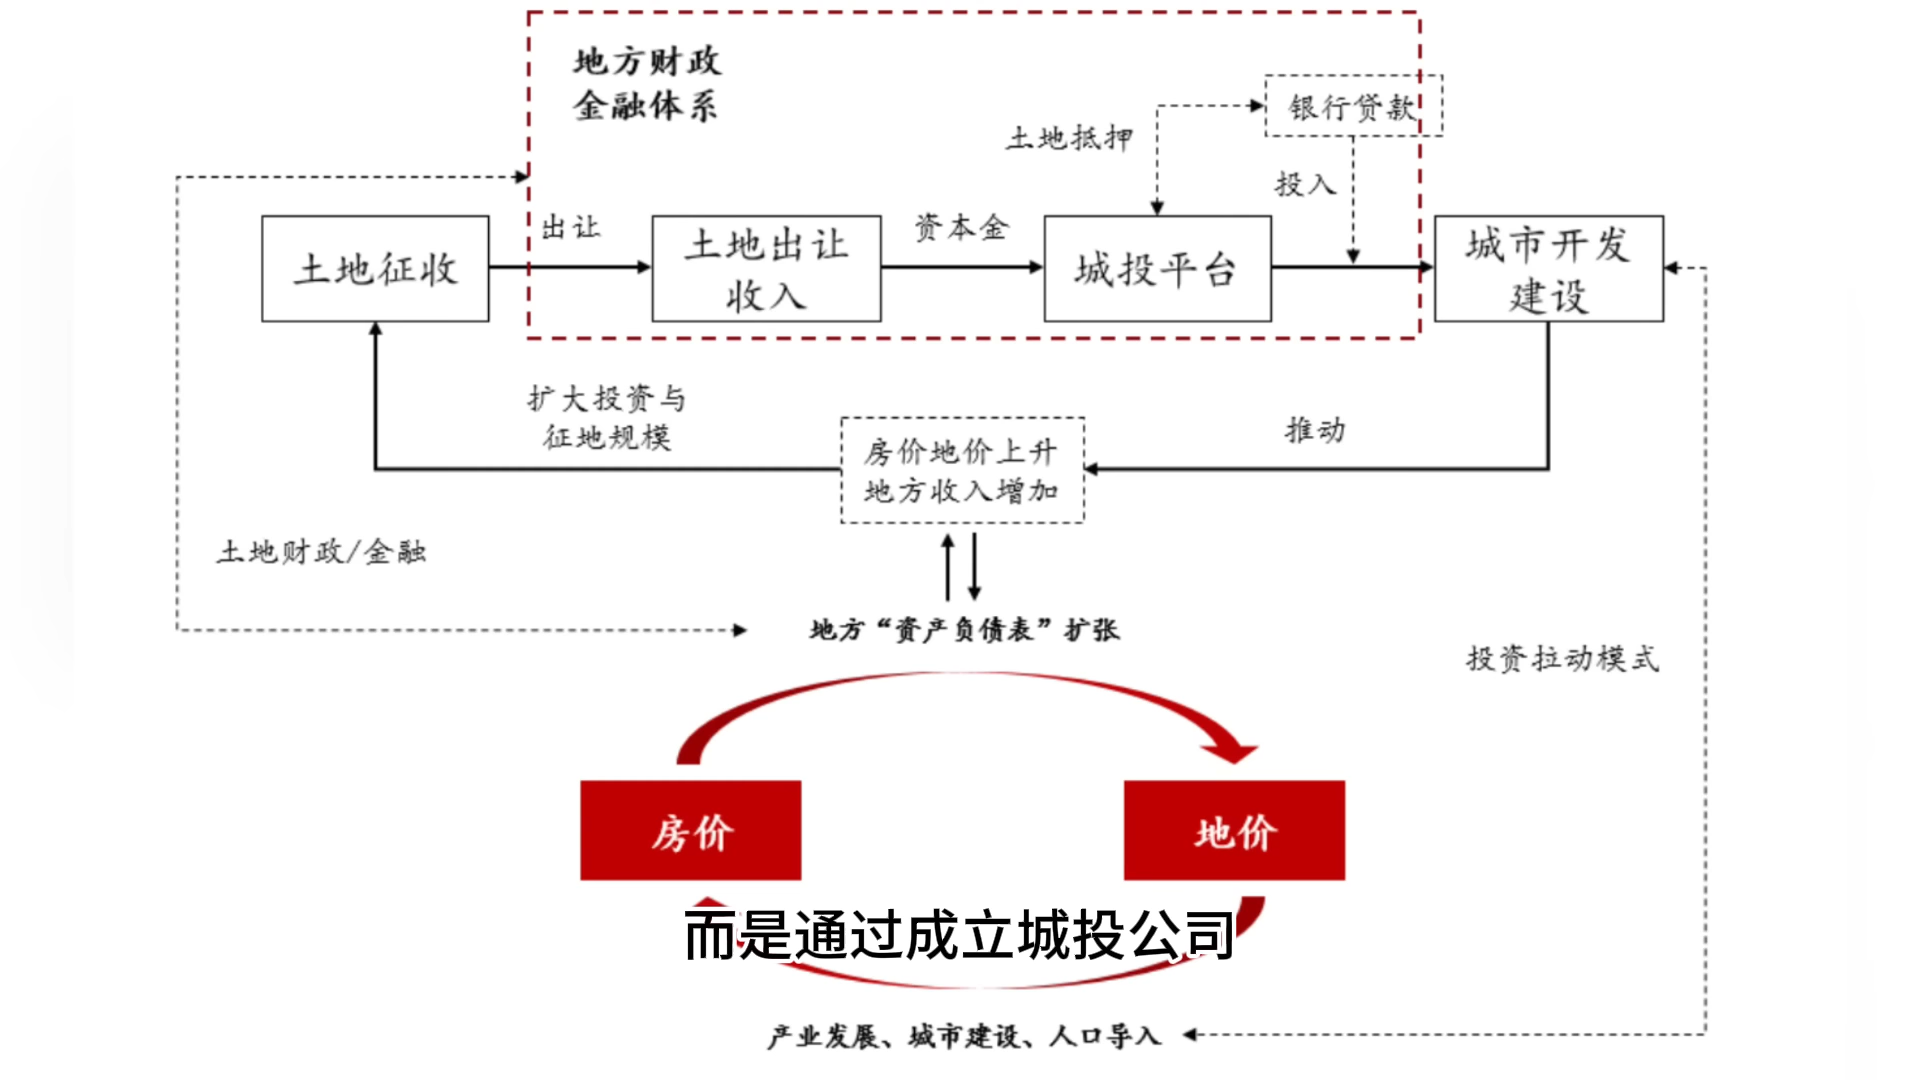 地方财政
金融体系
银行贷款
土地抵押
投入
出让
资本金
土地征收
土地出让
收入
城投平台
城市开发
建设
扩大投资与
征地规模
房价地价上升
地方收入增加
推动
土地财政/金融
地方“资产负债表”扩张
投资拉动模式
房价
地价
而是通过成立城投公司
产业发展、城市建设、人口导入